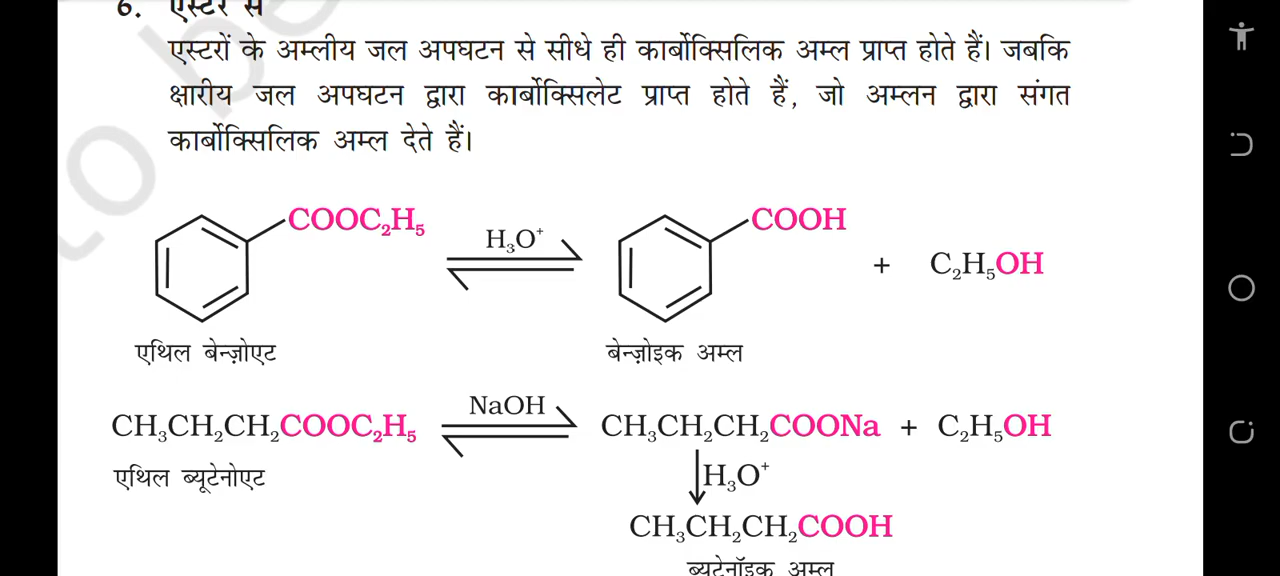 6. एस्टर से
एस्टरों के अम्लीय जल अपघटन से सीधे ही कार्बोक्सिलिक अम्ल प्राप्त होते हैं। जबकि
क्षारीय जल अपघटन द्वारा कार्बोक्सिलेट प्राप्त होते हैं, जो अम्लन द्वारा संगत
कार्बोक्सिलिक अम्ल देते हैं।
COOC₂H₅ H₃O⁺ COOH + C₂H₅OH
एथिल बेन्ज़ोएट बेन्ज़ोइक अम्ल
CH₃CH₂CH₂COOC₂H₅ NaOH CH₃CH₂CH₂COONa + C₂H₅OH
एथिल ब्यूटेनोएट H₃O⁺
CH₃CH₂CH₂COOH
ब्यूटेनॉइक अम्ल